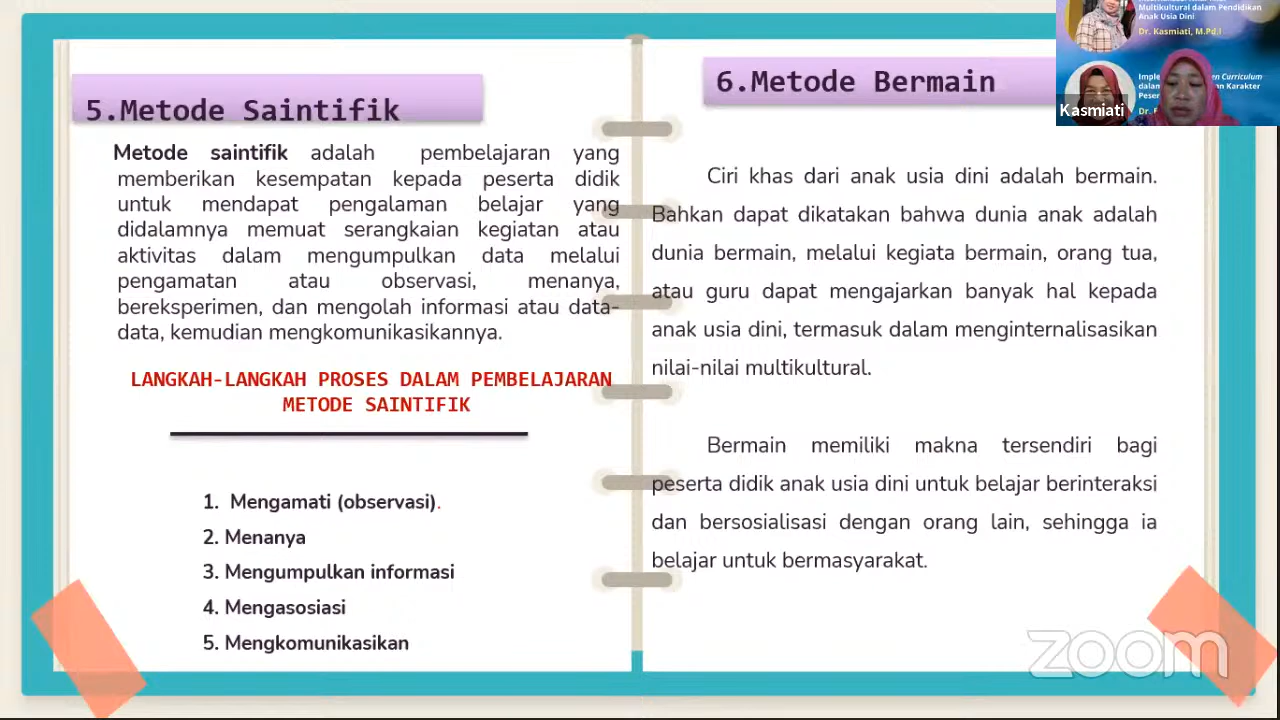 5.Metode Saintifik
Metode saintifik adalah pembelajaran yang
memberikan kesempatan kepada peserta didik
untuk mendapat pengalaman belajar yang
didalamnya memuat serangkaian kegiatan atau
aktivitas dalam mengumpulkan data melalui
pengamatan atau observasi, menanya,
bereksperimen, dan mengolah informasi atau data-
data, kemudian mengkomunikasikannya.
LANGKAH-LANGKAH PROSES DALAM PEMBELAJARAN
METODE SAINTIFIK
1. Mengamati (observasi).
2. Menanya
3. Mengumpulkan informasi
4. Mengasosiasi
5. Mengkomunikasikan
6.Metode Bermain
Ciri khas dari anak usia dini adalah bermain.
Bahkan dapat dikatakan bahwa dunia anak adalah
dunia bermain, melalui kegiata bermain, orang tua,
atau guru dapat mengajarkan banyak hal kepada
anak usia dini, termasuk dalam menginternalisasikan
nilai-nilai multikultural.
Bermain memiliki makna tersendiri bagi
peserta didik anak usia dini untuk belajar berinteraksi
dan bersosialisasi dengan orang lain, sehingga ia
belajar untuk bermasyarakat.
Multikultural dalam Pendidikan
Anak Usia Dini
Dr. Kasmiati, M.Pd.I
Curriculum
Karakter
Kasmiati
Dr.
zoom